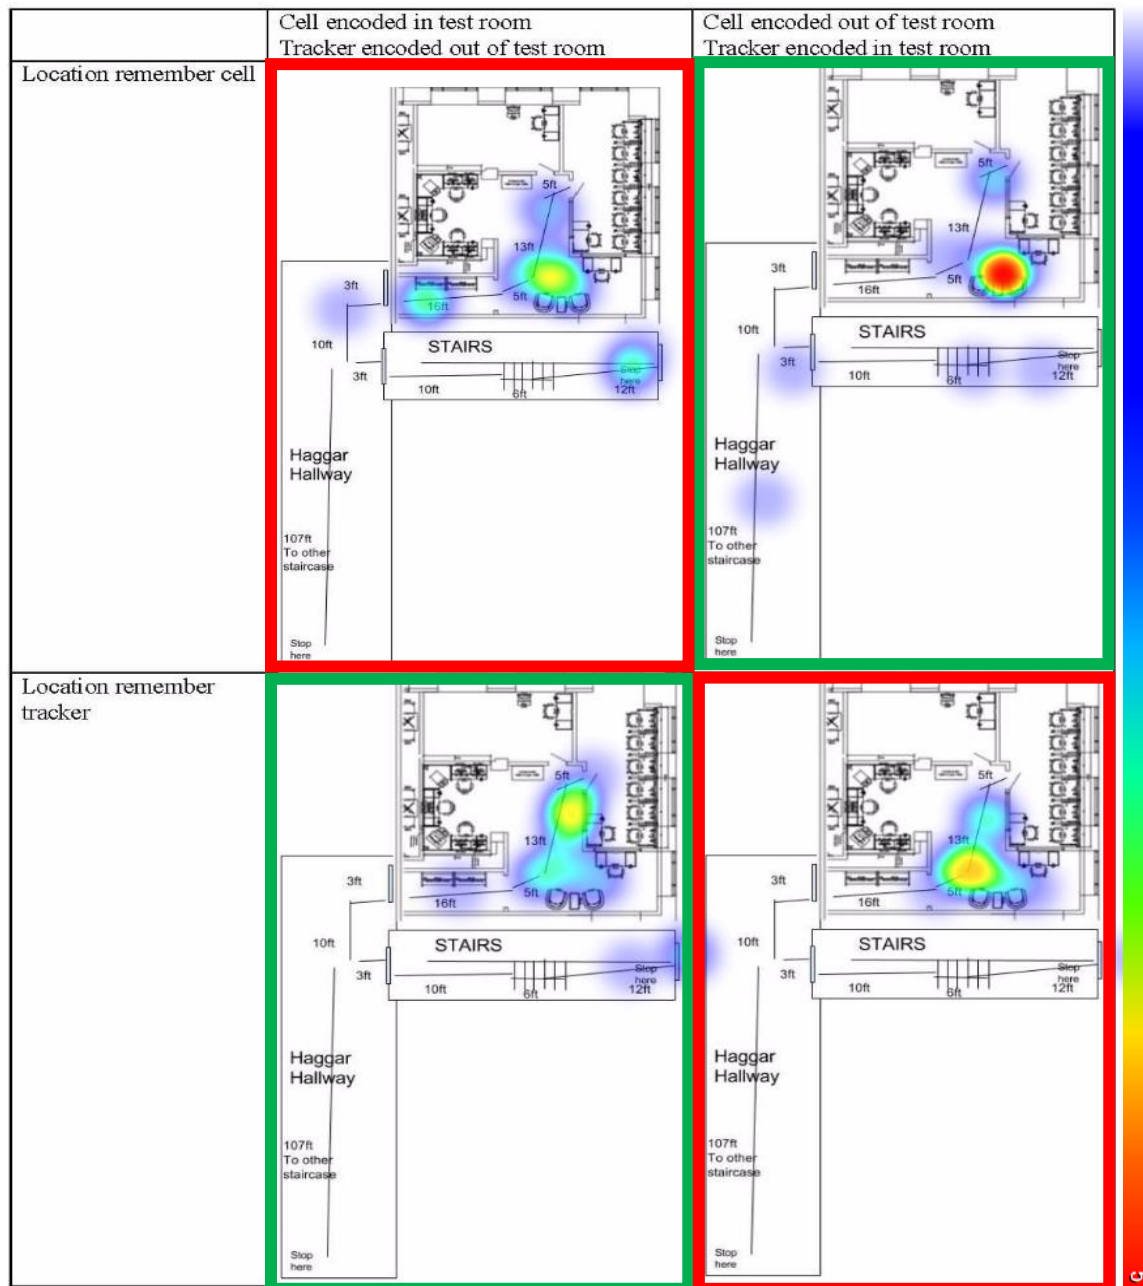 Cell encoded in test room
Tracker encoded out of test room
Cell encoded out of test room
Tracker encoded in test room
Location remember cell
5ft
13ft
3ft
16ft
5ft
10ft
STAIRS
3ft
Stop
here
10ft
6ft
12ft
Haggar
Hallway
107ft
To other
staircase
Stop
here
5ft
13ft
3ft
5ft
16ft
10ft
STAIRS
3ft
Stop
here
10ft
6ft
12ft
Haggar
Hallway
107ft
To other
staircase
Stop
here
Location remember
tracker
5ft
13ft
3ft
16ft
5ft
10ft
STAIRS
3ft
Stop
here
10ft
6ft
12ft
Haggar
Hallway
107ft
To other
staircase
Stop
here
5ft
13ft
3ft
5ft
16ft
10ft
STAIRS
3ft
Stop
here
10ft
6ft
12ft
Haggar
Hallway
107ft
To other
staircase
Stop
here